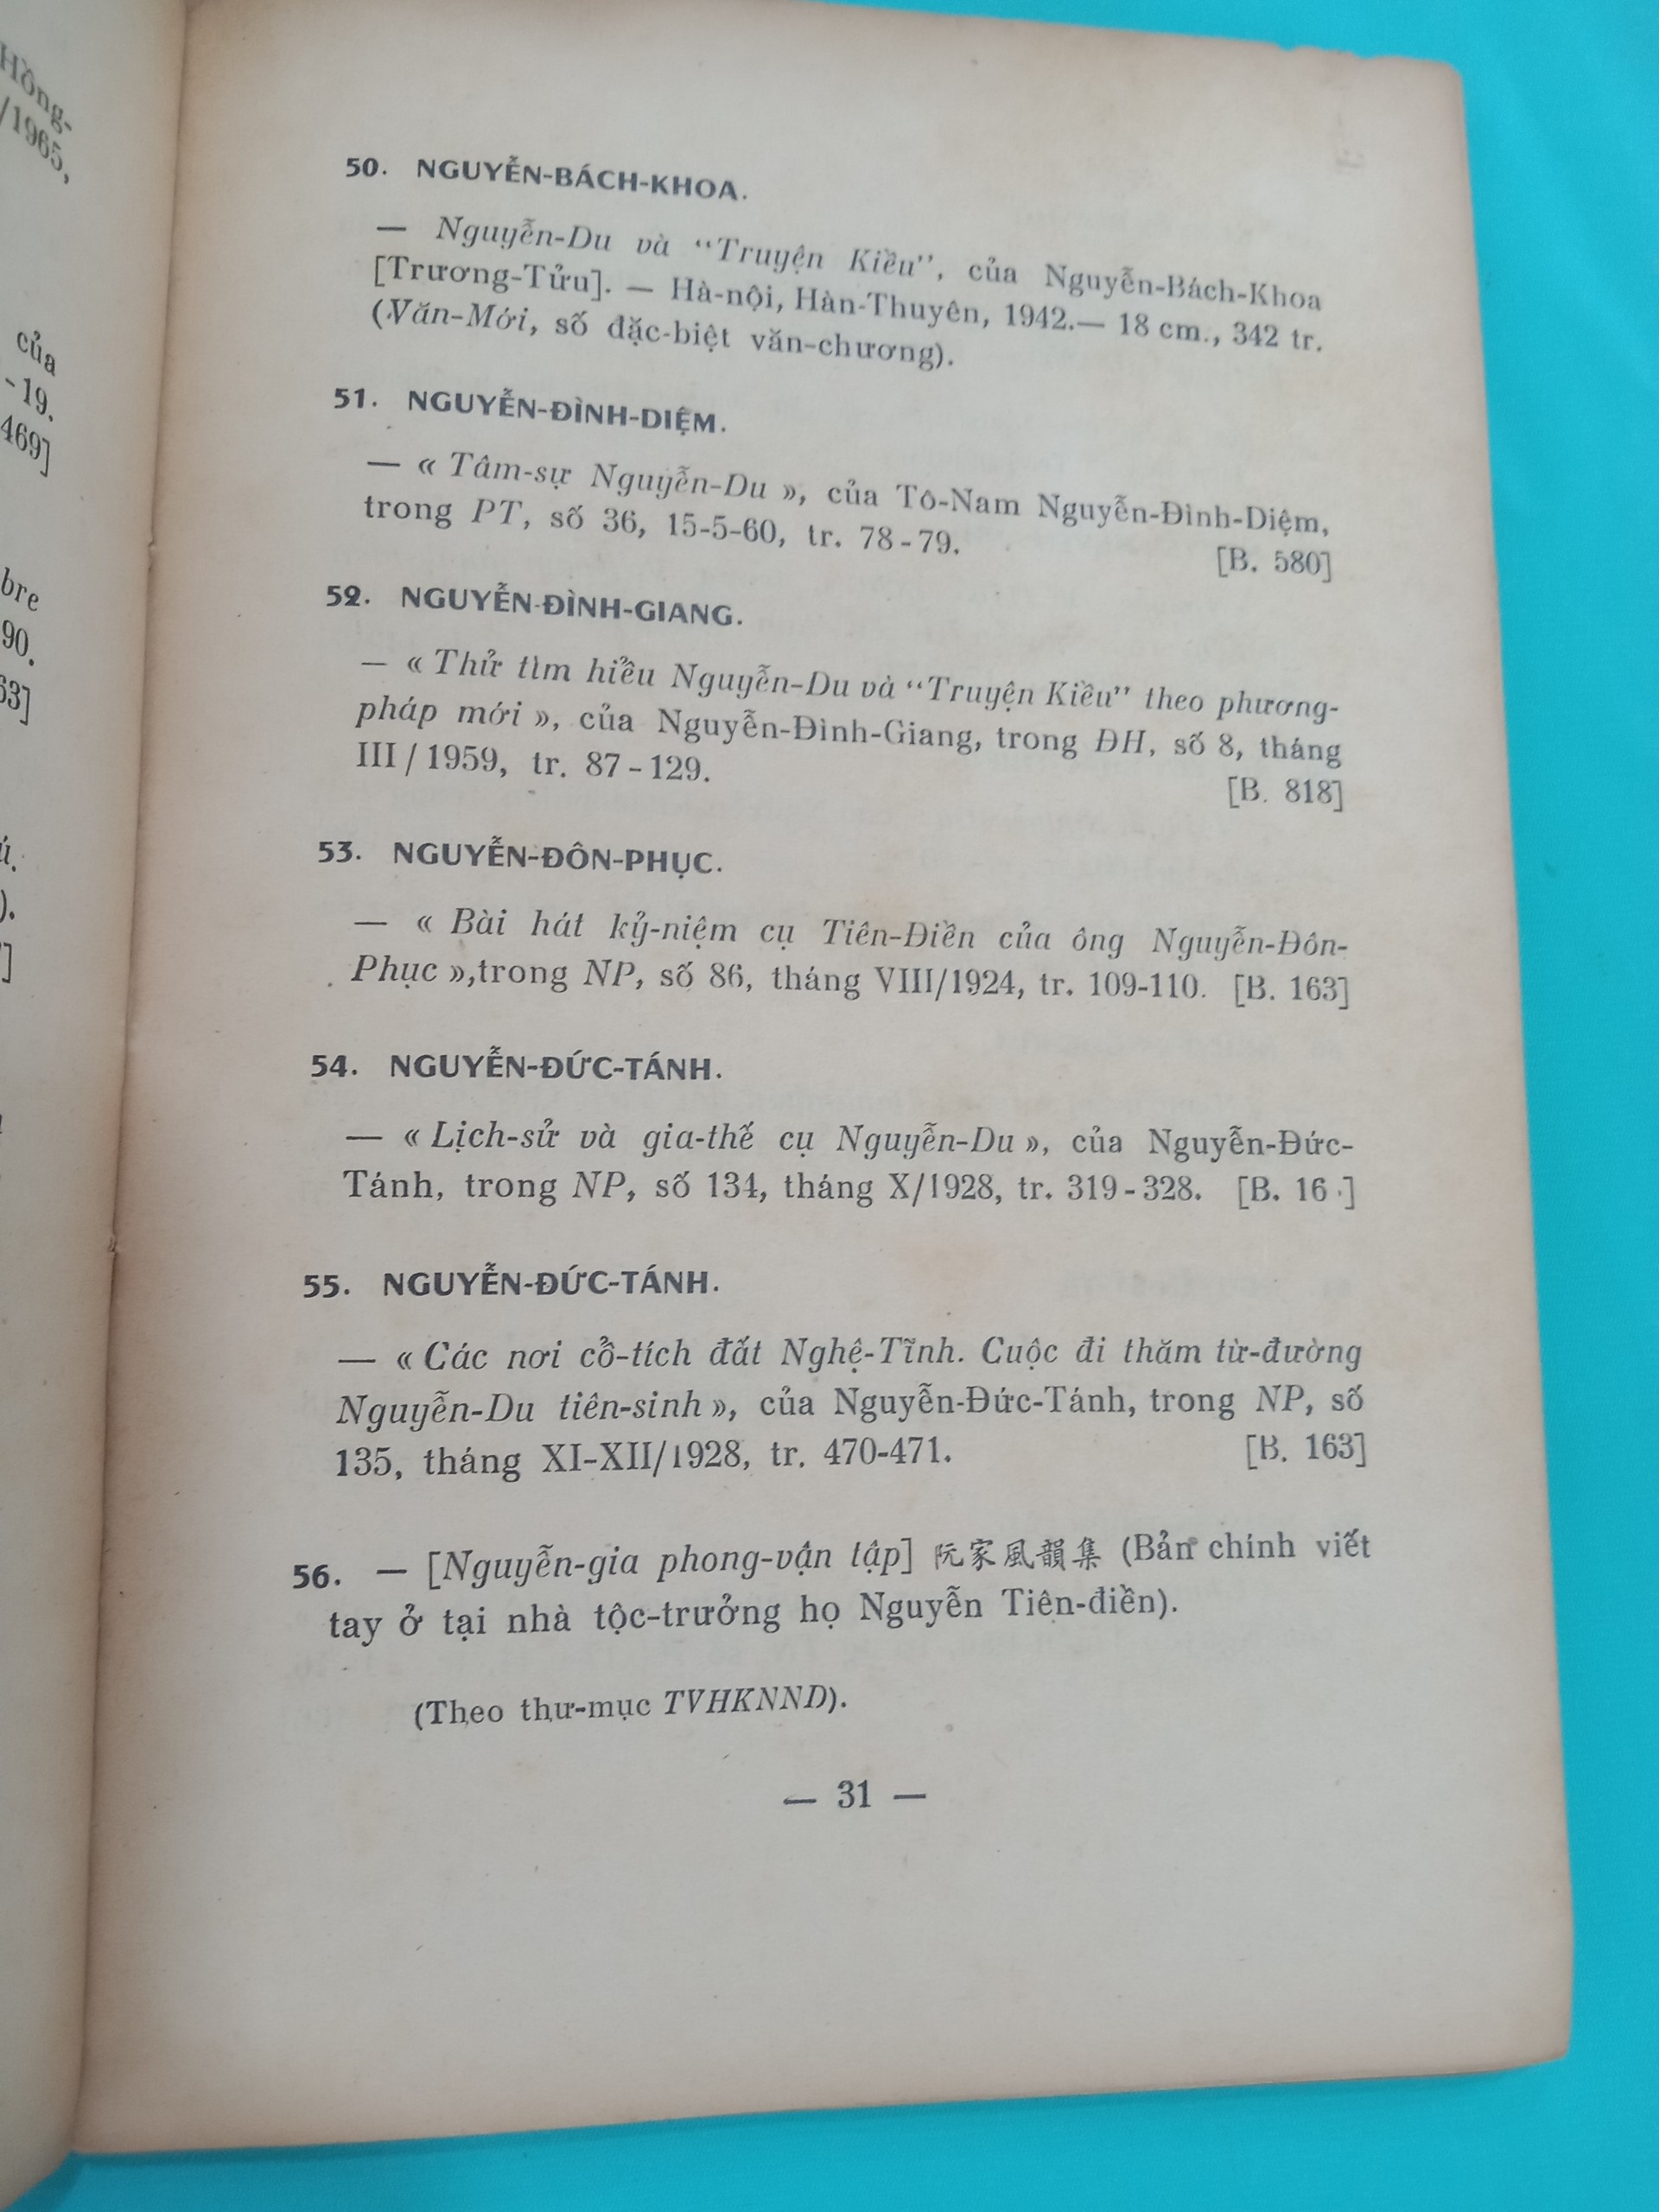 Hồng-
/1965,
của
-19.
469]
bre
90.
63]
50. NGUYỄN-BÁCH-KHOA.
— Nguyễn-Du và “Truyện Kiều”, của Nguyễn-Bách-Khoa
[Trương-Tửu]. — Hà-nội, Hàn-Thuyên, 1942.— 18 cm., 342 tr.
(Văn-Mới, số đặc-biệt văn-chương).
51. NGUYỄN-ĐÌNH-DIỆM.
— « Tâm-sự Nguyễn-Du », của Tô-Nam Nguyễn-Đình-Diệm,
trong PT, số 36, 15-5-60, tr. 78-79. [B. 580]
52. NGUYỄN-ĐÌNH-GIANG.
— « Thử tìm hiểu Nguyễn-Du và “Truyện Kiều” theo phương-
pháp mới », của Nguyễn-Đình-Giang, trong ĐH, số 8, tháng
III / 1959, tr. 87-129. [B. 818]
53. NGUYỄN-ĐÔN-PHỤC.
— « Bài hát kỷ-niệm cụ Tiên-Điền của ông Nguyễn-Đôn-
Phục »,trong NP, số 86, tháng VIII/1924, tr. 109-110. [B. 163]
54. NGUYỄN-ĐỨC-TÁNH.
— « Lịch-sử và gia-thế cụ Nguyễn-Du », của Nguyễn-Đức-
Tánh, trong NP, số 134, tháng X/1928, tr. 319-328. [B. 16 ]
55. NGUYỄN-ĐỨC-TÁNH.
— « Các nơi cổ-tích đất Nghệ-Tĩnh. Cuộc đi thăm từ-đường
Nguyễn-Du tiên-sinh », của Nguyễn-Đức-Tánh, trong NP, số
135, tháng XI-XII/1928, tr. 470-471. [B. 163]
56. — [Nguyễn-gia phong-vận tập] 阮家風韻集 (Bản chính viết
tay ở tại nhà tộc-trưởng họ Nguyễn Tiên-điền).
(Theo thư-mục TVHKNND).
— 31 —